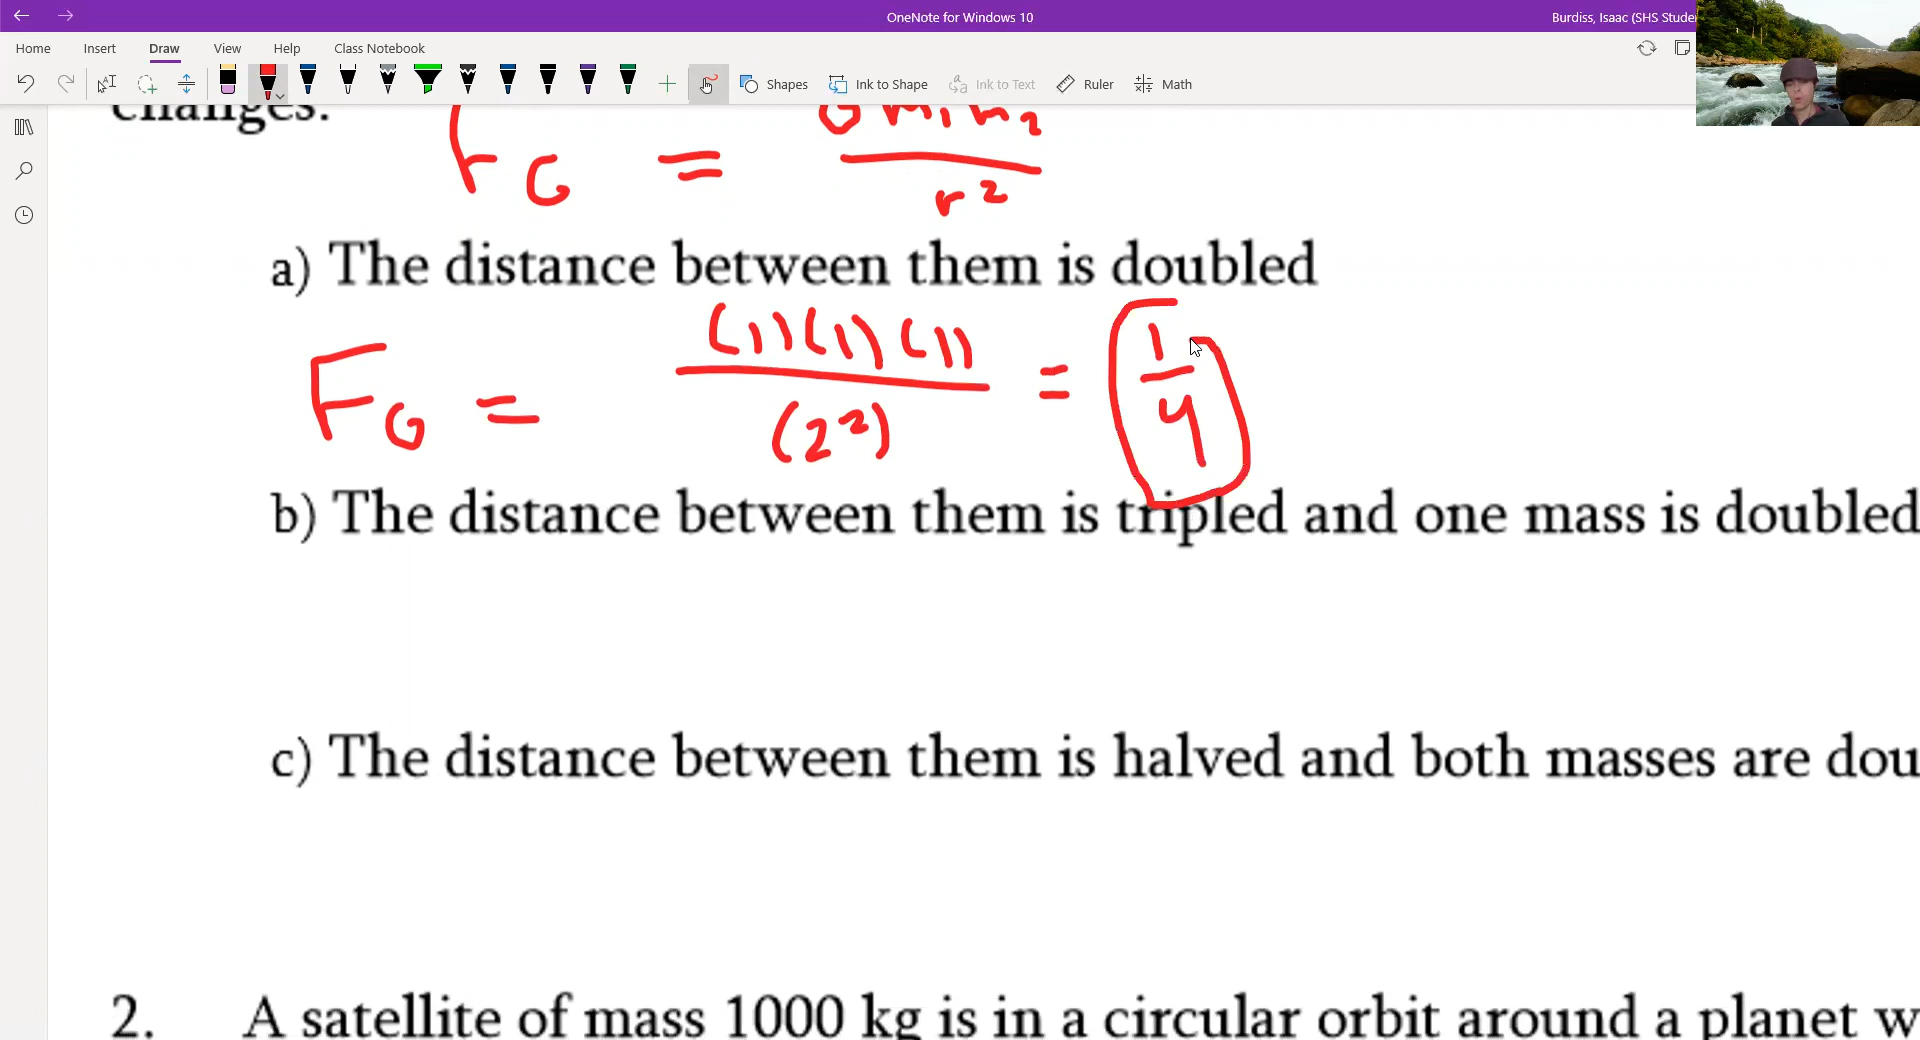 OneNote for Windows 10
Burdiss, Isaac (SHS Stude
Home Insert Draw View Help Class Notebook
Shapes Ink to Shape Ink to Text Ruler Math
changes.
F G = G m1 m2
r²
a) The distance between them is doubled
F G = (1)(1)(1) = 1
(2²) 4
b) The distance between them is tripled and one mass is doubled
c) The distance between them is halved and both masses are dou
2. A satellite of mass 1000 kg is in a circular orbit around a planet w